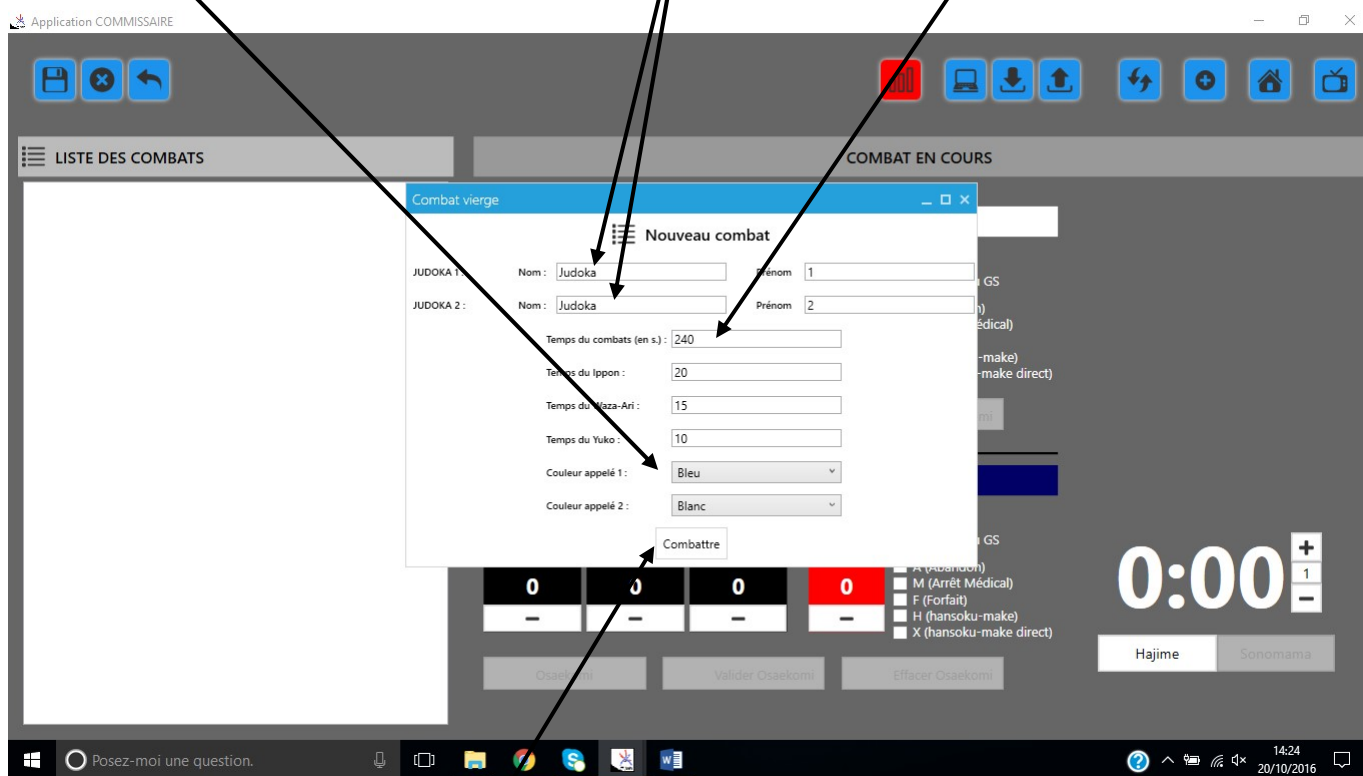 Application COMMISSAIRE
LISTE DES COMBATS
COMBAT EN COURS
Combat vierge
Nouveau combat
JUDOKA 1 : Nom : Judoka Prénom 1
GS
JUDOKA 2 : Nom : Judoka Prénom 2
édical)
Temps du combats (en s.) : 240
-make)
Temps du Ippon : 20
-make direct)
Temps du Waza-Ari : 15
mi
Temps du Yuko : 10
Couleur appelé 1 : Bleu
Couleur appelé 2 : Blanc
Combattre
GS
A (Abandon)
0 0 0 0
M (Arrêt Médical)
F (Forfait)
H (hansoku-make)
X (hansoku-make direct)
0:00
+
1
−
Hajime Sonomama
Osaekomi Valider Osaekomi Effacer Osaekomi
Posez-moi une question.
14:24
20/10/2016